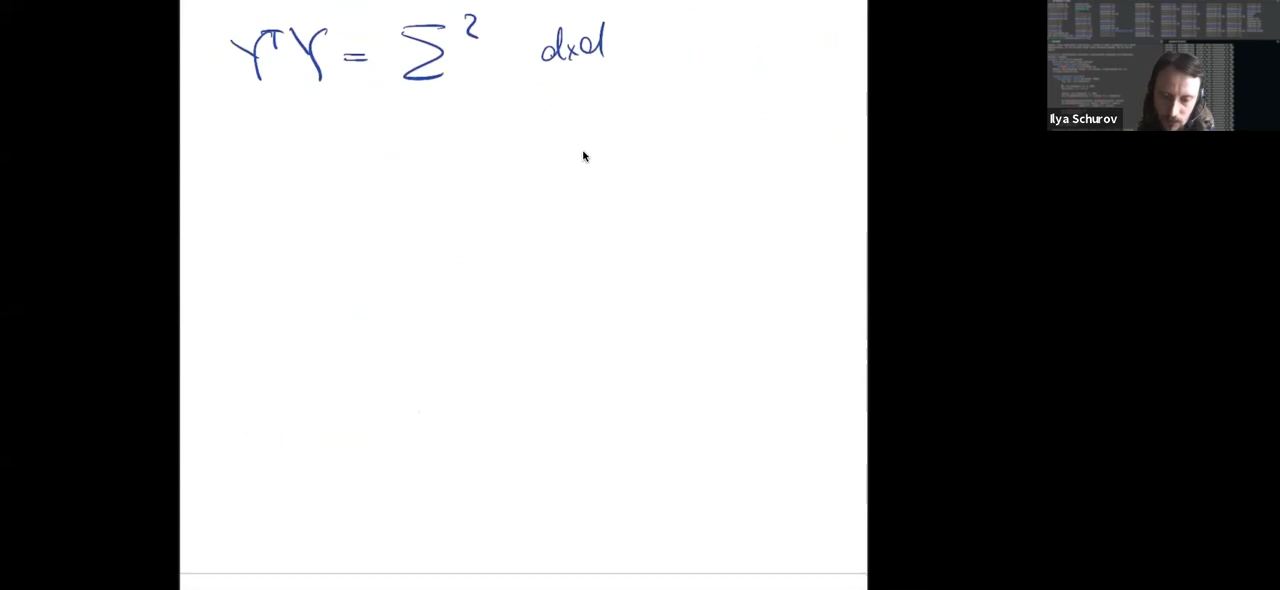 YᵀY = Σ² d×d
Ilya Schurov